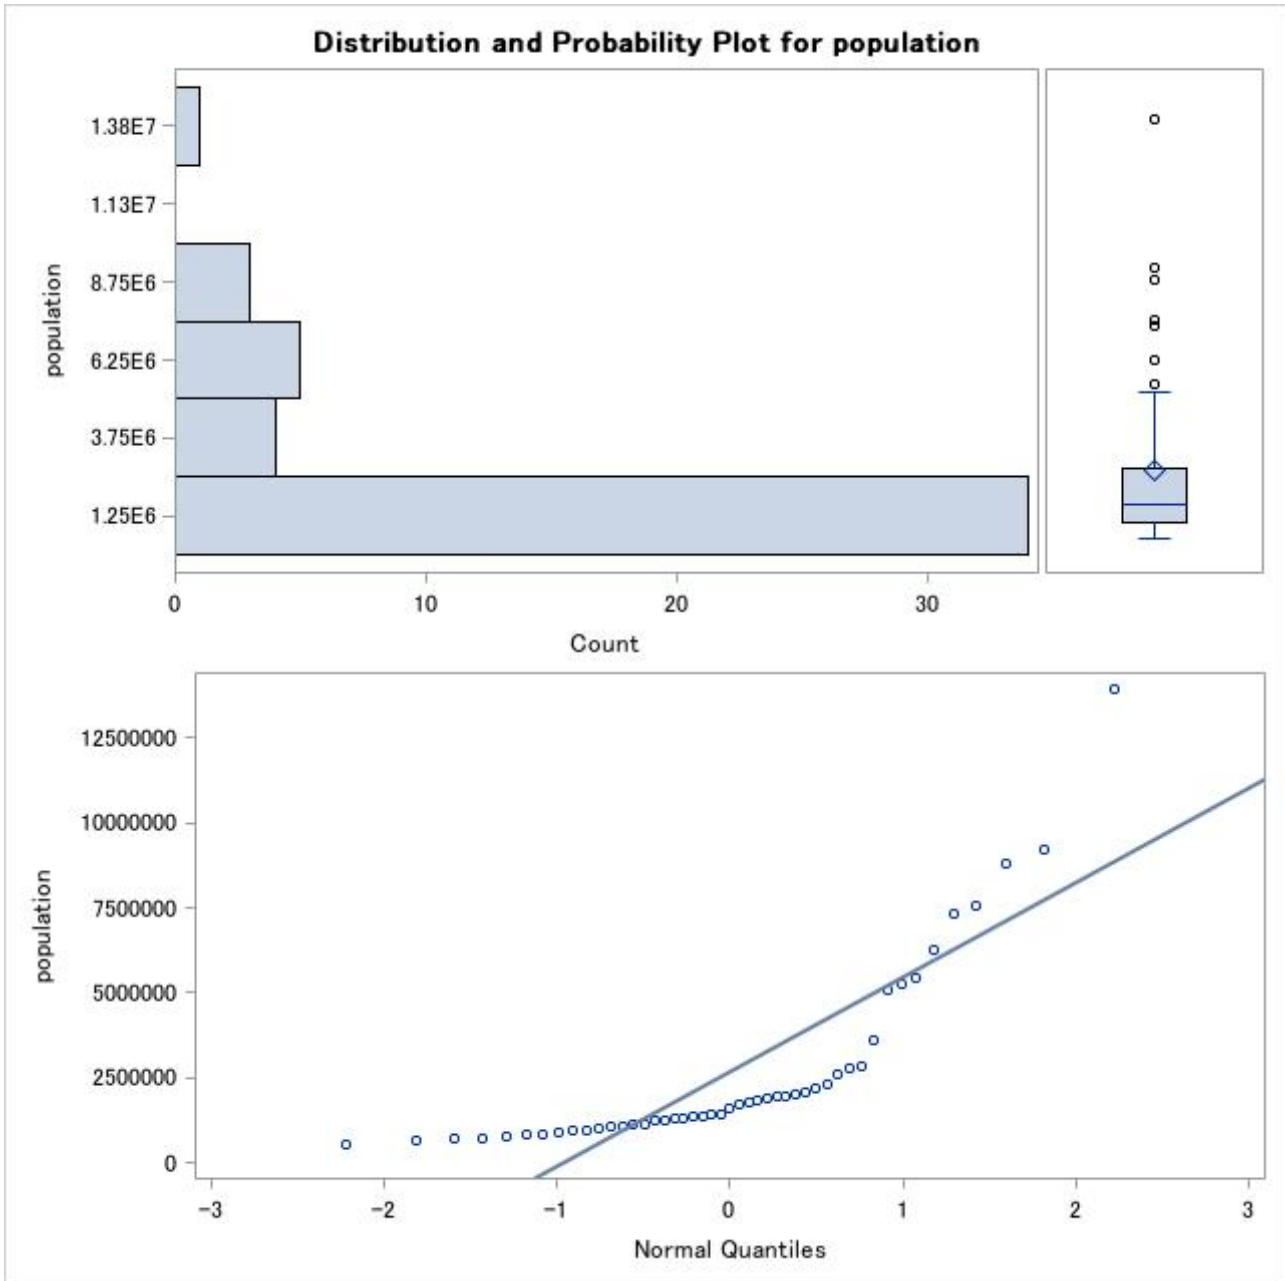 Distribution and Probability Plot for population
population
1.38E7
1.13E7
8.75E6
6.25E6
3.75E6
1.25E6
0 10 20 30
Count
population
12500000
10000000
7500000
5000000
2500000
0
-3 -2 -1 0 1 2 3
Normal Quantiles